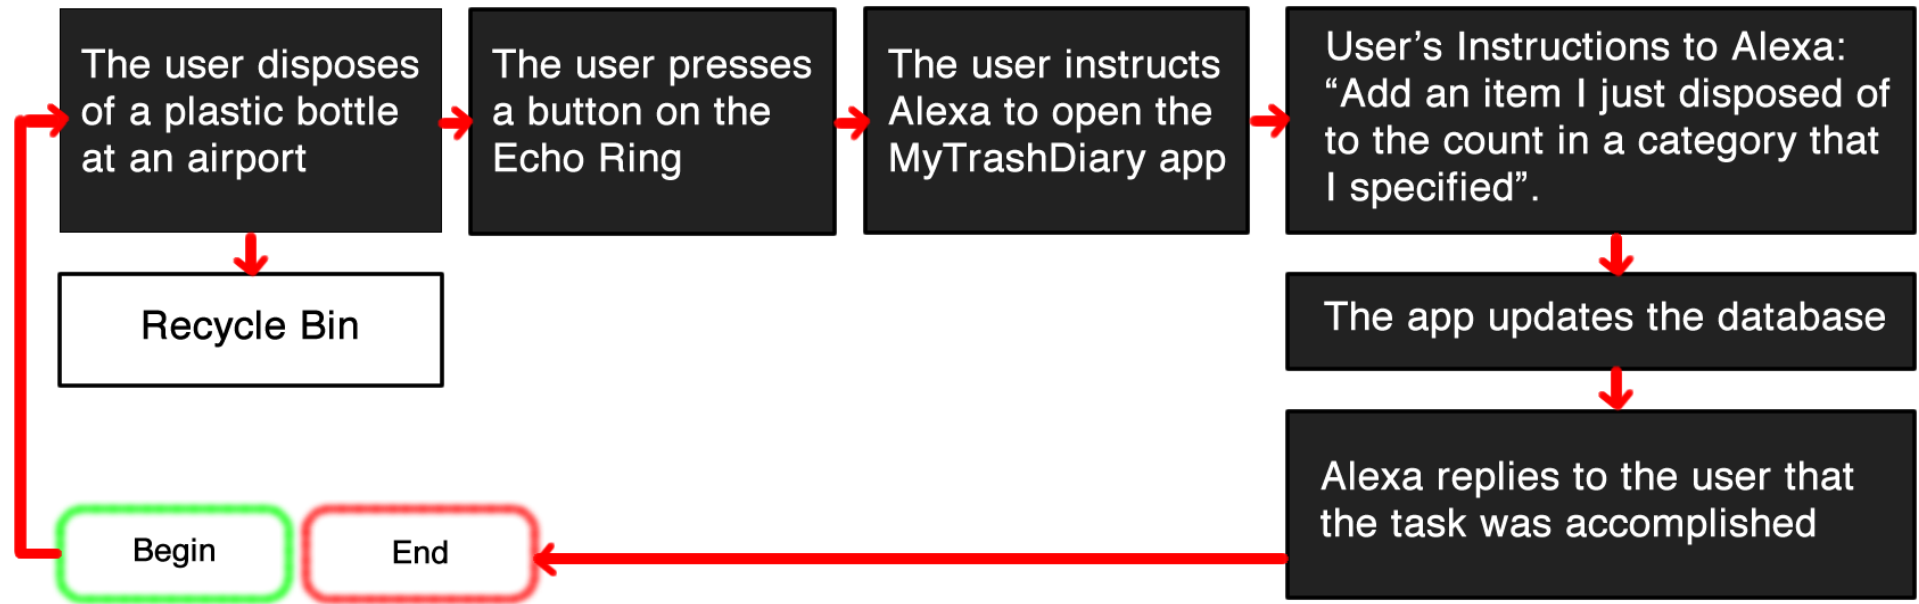 The user disposes
of a plastic bottle
at an airport
The user presses
a button on the
Echo Ring
The user instructs
Alexa to open the
MyTrashDiary app
User’s Instructions to Alexa:
“Add an item I just disposed of
to the count in a category that
I specified”.
Recycle Bin
The app updates the database
Alexa replies to the user that
the task was accomplished
Begin
End